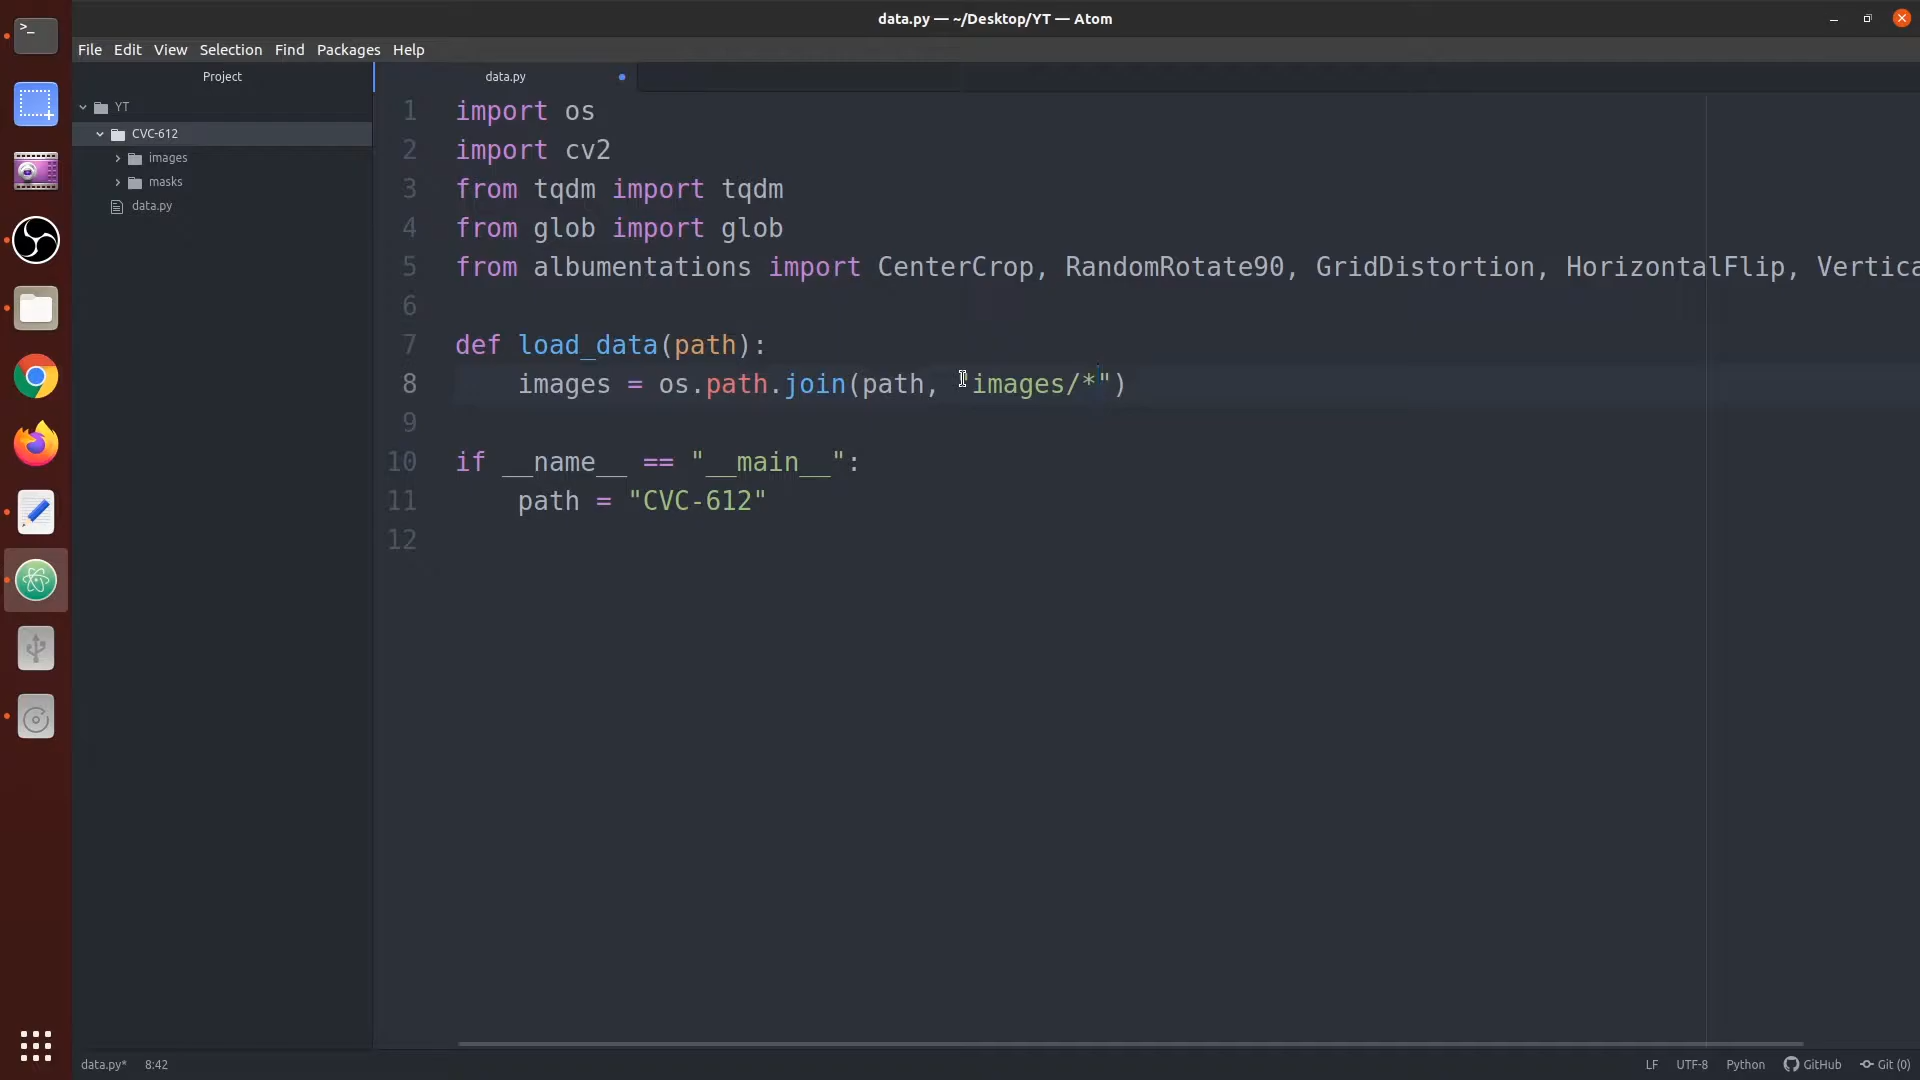 data.py — ~/Desktop/YT — Atom
File Edit View Selection Find Packages Help
Project
data.py
YT
CVC-612
images
masks
data.py
1 import os
2 import cv2
3 from tqdm import tqdm
4 from glob import glob
5 from albumentations import CenterCrop, RandomRotate90, GridDistortion, HorizontalFlip, Vertica
6
7 def load_data(path):
8 images = os.path.join(path, "images/*")
9
10 if __name__ == "__main__":
11 path = "CVC-612"
12
data.py* 8:42
LF UTF-8 Python GitHub Git (0)